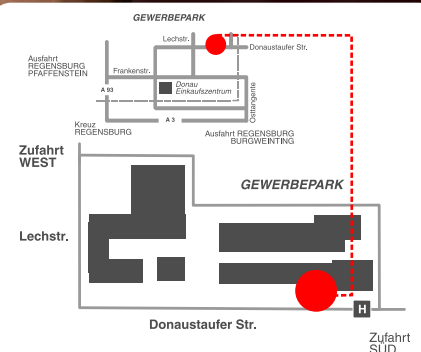 GEWERBEPARK
Lechstr.
Donaustaufer Str.
Ausfahrt
REGENSBURG
PFAFFENSTEIN
Frankenstr.
Donau
Einkaufszentrum
A 93
Osttangente
A 3
Kreuz
REGENSBURG
Ausfahrt REGENSBURG
BURGWEINTING
Zufahrt
WEST
GEWERBEPARK
Lechstr.
H
Donaustaufer Str.
Zufahrt
SÜD